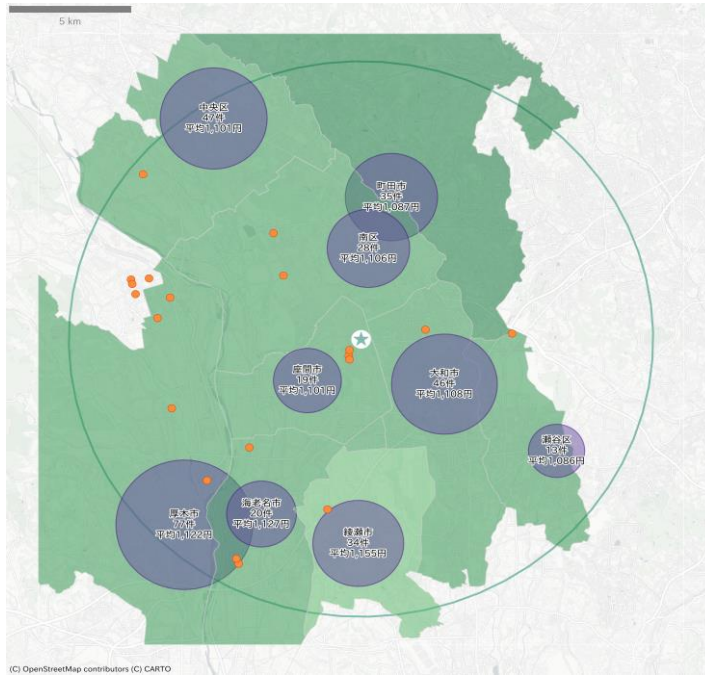 5 km
中央区
47件
平均1,101円
町田市
35件
平均1,087円
南区
28件
平均1,106円
座間市
19件
平均1,101円
大和市
46件
平均1,108円
瀬谷区
13件
平均1,086円
厚木市
77件
平均1,122円
海老名市
20件
平均1,127円
綾瀬市
34件
平均1,155円
(C) OpenStreetMap contributors (C) CARTO